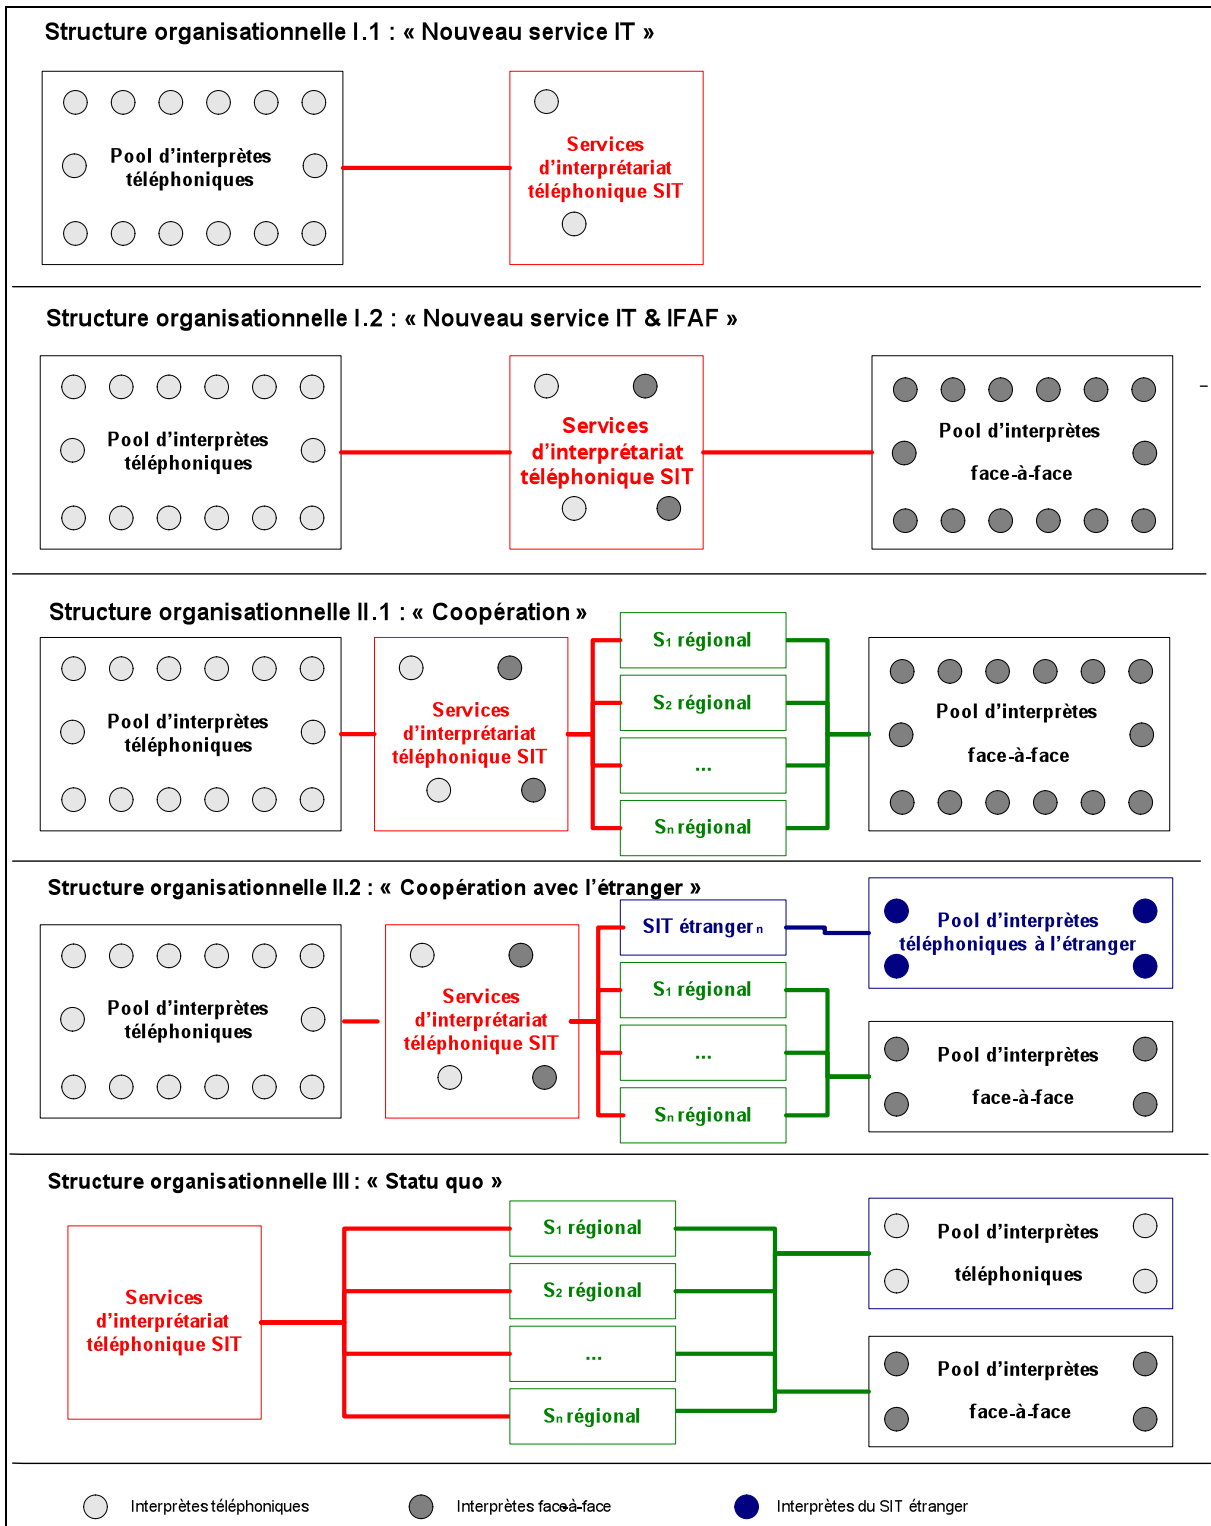 Structure organisationnelle I.1 : « Nouveau service IT »
Pool d'interprètes
téléphoniques
Services
d'interprétariat
téléphonique SIT
Structure organisationnelle I.2 : « Nouveau service IT & IFAF »
Pool d'interprètes
téléphoniques
Services
d'interprétariat
téléphonique SIT
Pool d'interprètes
face-à-face
Structure organisationnelle II.1 : « Coopération »
Pool d'interprètes
téléphoniques
Services
d'interprétariat
téléphonique SIT
S1 régional
S2 régional
...
Sn régional
Pool d'interprètes
face-à-face
Structure organisationnelle II.2 : « Coopération avec l'étranger »
Pool d'interprètes
téléphoniques
Services
d'interprétariat
téléphonique SIT
SIT étranger n
S1 régional
...
Sn régional
Pool d'interprètes
téléphoniques à l'étranger
Pool d'interprètes
face-à-face
Structure organisationnelle III : « Statu quo »
Services
d'interprétariat
téléphonique SIT
S1 régional
S2 régional
...
Sn régional
Pool d'interprètes
téléphoniques
Pool d'interprètes
face-à-face
Interprètes téléphoniques
Interprètes face-à-face
Interprètes du SIT étranger